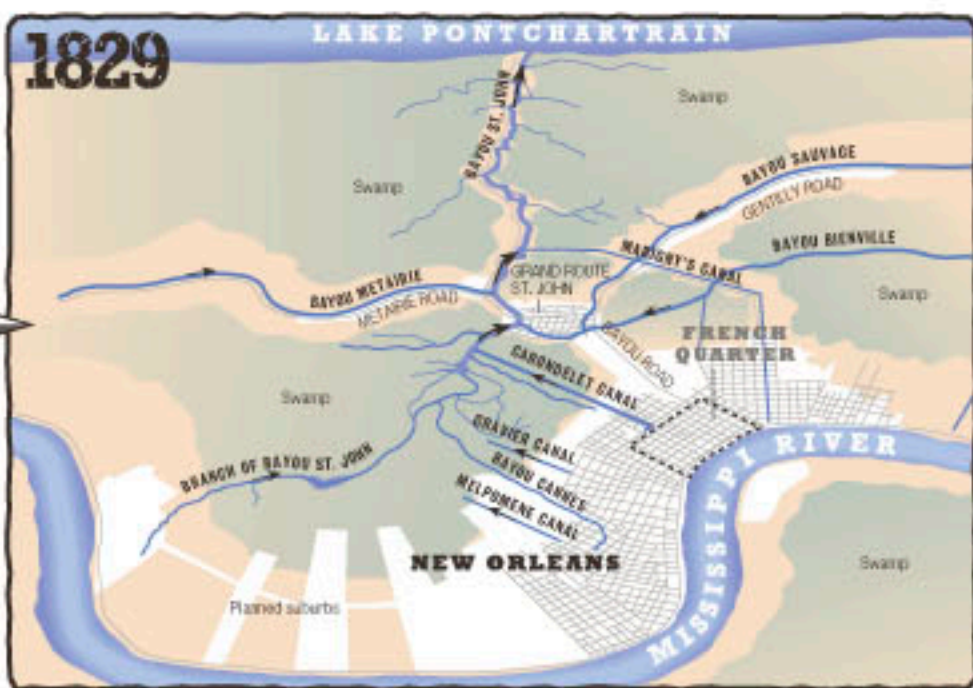 LAKE PONTCHARTRAIN
1829
BAYOU ST. JOHN
Swamp
BAYOU SAUVAGE
GENTILLY ROAD
Swamp
BAYOU BIENVILLE
MARIGNY'S CANAL
GRAND ROUTE
ST. JOHN
BAYOU METAIRIE
METAIRIE ROAD
Swamp
FRENCH
QUARTER
BAYOU ROAD
CARONDELET CANAL
Swamp
GRAVIER CANAL
MISSISSIPPI RIVER
BRANCH OF BAYOU ST. JOHN
BAYOU CANNES
MELPOMENE CANAL
NEW ORLEANS
Swamp
Planned suburbs